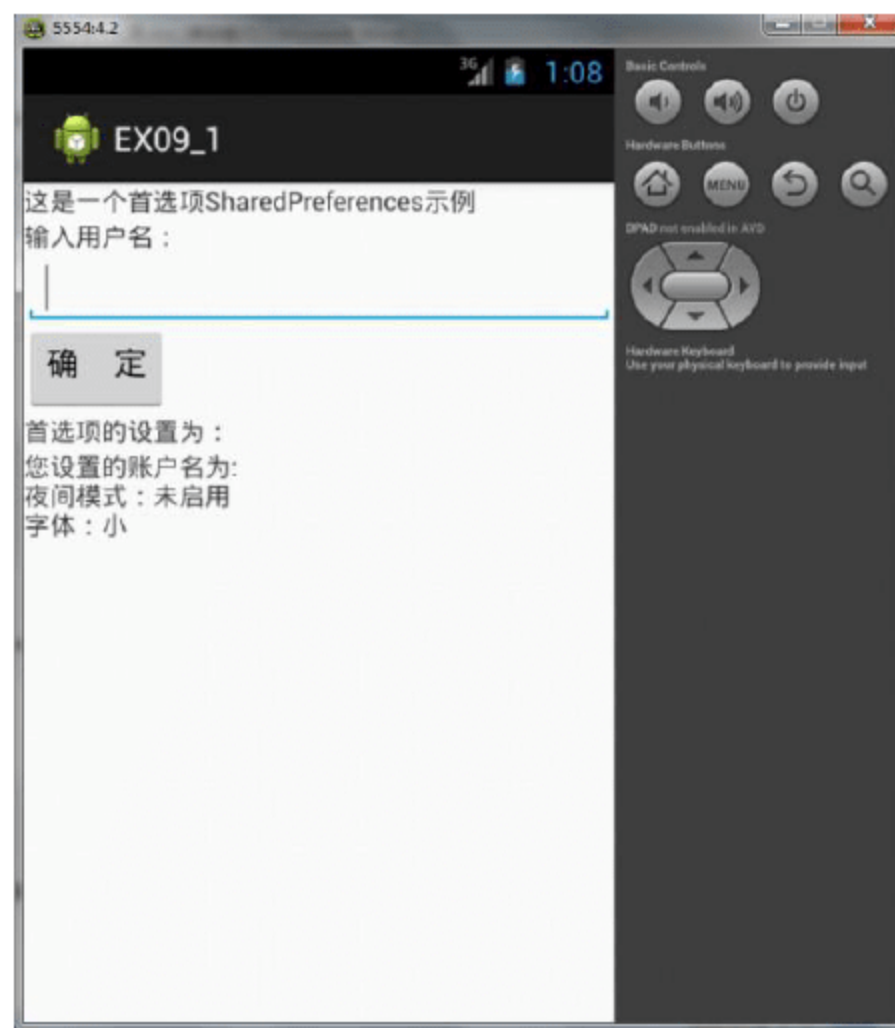 5554:4.2
3G 1:08
EX09_1
这是一个首选项SharedPreferences示例
输入用户名：
确 定
首选项的设置为：
您设置的账户名为:
夜间模式：未启用
字体：小
Basic Controls
Hardware Buttons
MENU
DPAD not enabled in AVD
Hardware Keyboard
Use your physical keyboard to provide input